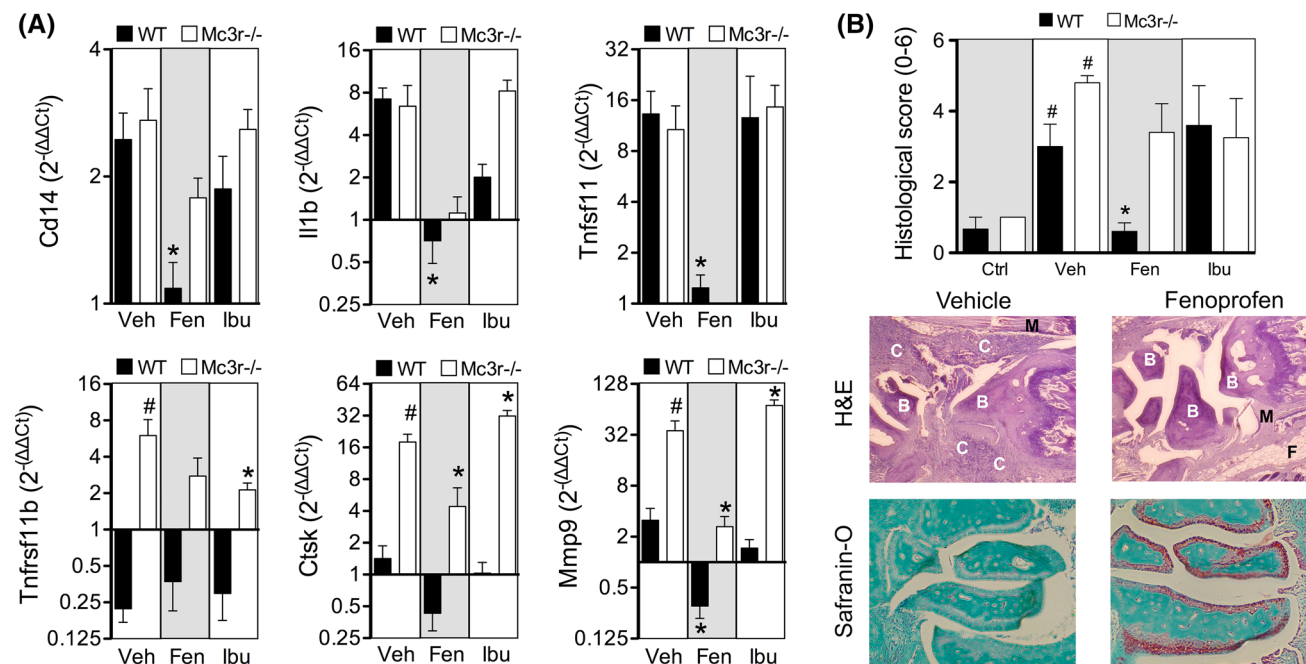 (A)
WT Mc3r-/-
Cd14 (2-(ΔΔCt))
4
2
1
Veh Fen Ibu
*
WT Mc3r-/-
Il1b (2-(ΔΔCt))
16
8
4
2
1
0.5
0.25
Veh Fen Ibu
*
WT Mc3r-/-
Tnfsf11 (2-(ΔΔCt))
32
16
8
4
2
1
Veh Fen Ibu
*
WT Mc3r-/-
Tnfrsf11b (2-(ΔΔCt))
16
8
4
2
1
0.5
0.25
0.125
Veh Fen Ibu
# *
WT Mc3r-/-
Ctsk (2-(ΔΔCt))
64
32
16
8
4
2
1
0.5
0.25
Veh Fen Ibu
# * *
WT Mc3r-/-
Mmp9 (2-(ΔΔCt))
128
32
8
2
0.5
0.125
Veh Fen Ibu
# * * *
(B)
WT Mc3r-/-
Histological score (0-6)
6
4
2
0
# # *
Ctrl Veh Fen Ibu
Vehicle Fenoprofen
H&E
M
C C
B B
C
C
B B
B
M
F
Safranin-O